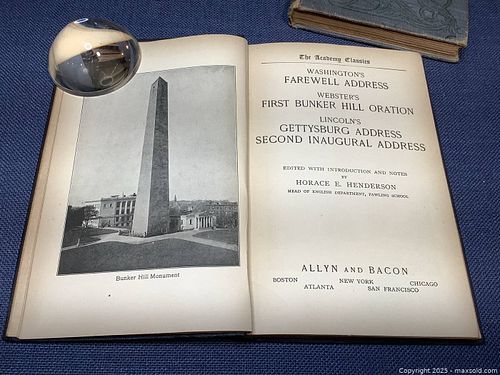 Bunker Hill Monument
The Academy Classics
WASHINGTON'S
FAREWELL ADDRESS
WEBSTER'S
FIRST BUNKER HILL ORATION
LINCOLN'S
GETTYSBURG ADDRESS
SECOND INAUGURAL ADDRESS
EDITED WITH INTRODUCTION AND NOTES
BY
HORACE E. HENDERSON
HEAD OF ENGLISH DEPARTMENT, PAWLING SCHOOL
ALLYN AND BACON
BOSTON NEW YORK CHICAGO
ATLANTA SAN FRANCISCO
Copyright 2025 - maxsold.com